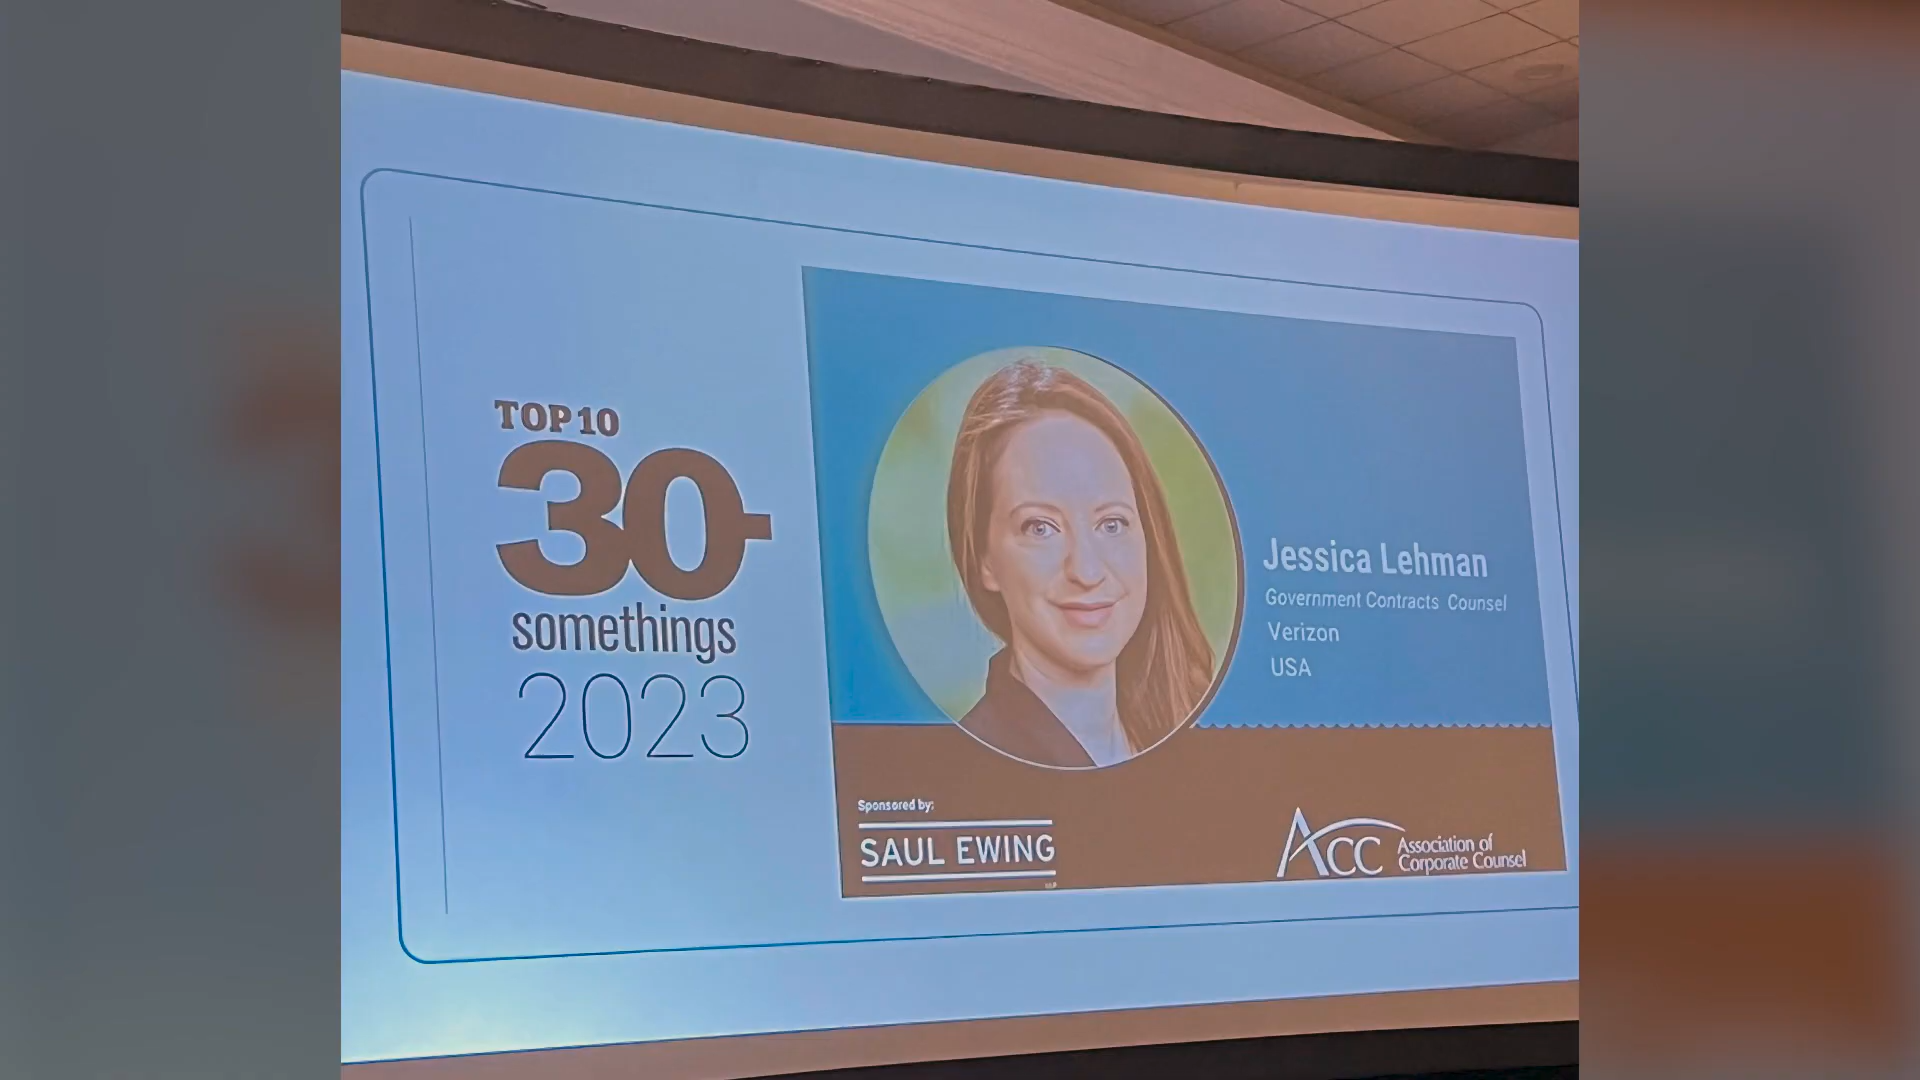 TOP 10
30-
somethings
2023
Jessica Lehman
Government Contracts Counsel
Verizon
USA
Sponsored by:
SAUL EWING
LLP
ACC Association of
Corporate Counsel